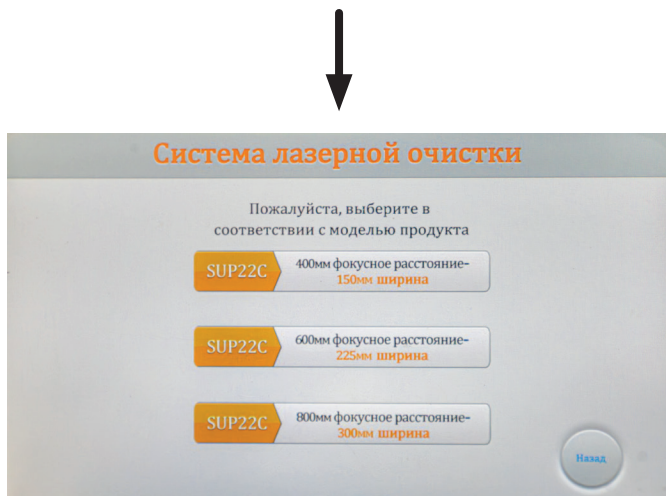 Система лазерной очистки
Пожалуйста, выберите в
соответствии с моделью продукта
SUP22C
400мм фокусное расстояние-
150мм ширина
SUP22C
600мм фокусное расстояние-
225мм ширина
SUP22C
800мм фокусное расстояние-
300мм ширина
Назад